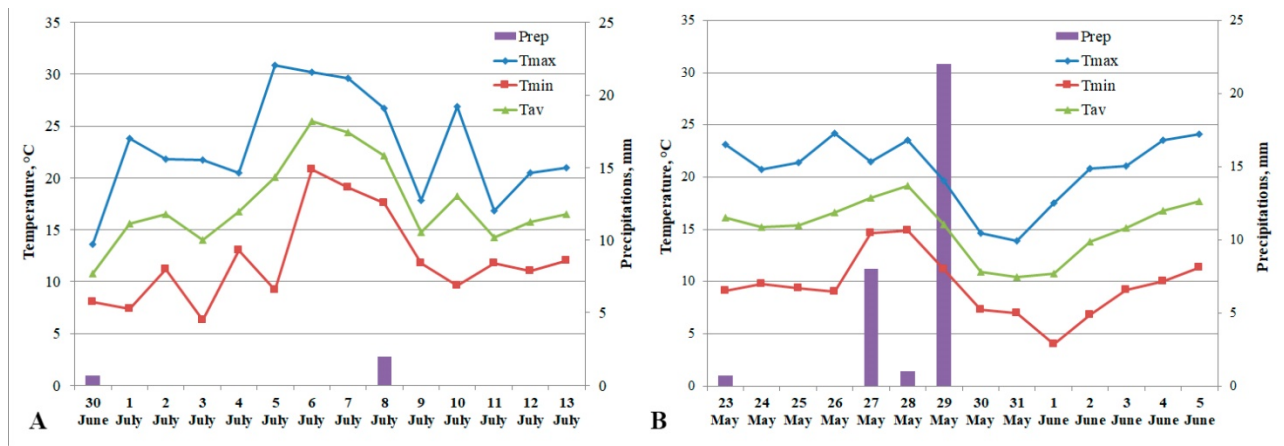 35
30
25
20
15
10
5
0
25
20
15
10
5
0
Temperature, °C
Precipitations, mm
Prep
Tmax
Tmin
Tav
30 June
1 July
2 July
3 July
4 July
5 July
6 July
7 July
8 July
9 July
10 July
11 July
12 July
13 July
A
35
30
25
20
15
10
5
0
25
20
15
10
5
0
Temperature, °C
Precipitations, mm
Prep
Tmax
Tmin
Tav
23 May
24 May
25 May
26 May
27 May
28 May
29 May
30 May
31 May
1 June
2 June
3 June
4 June
5 June
B